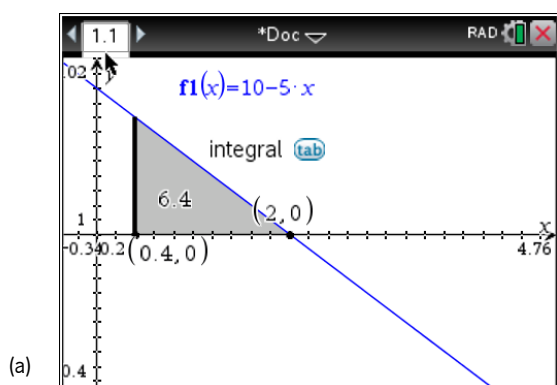 1.1 *Doc RAD
.02 y
f1(x)=10-5·x
integral tab
6.4
(2,0)
1 x
-0.34 0.2 (0.4,0) 4.76
(a)
0.4